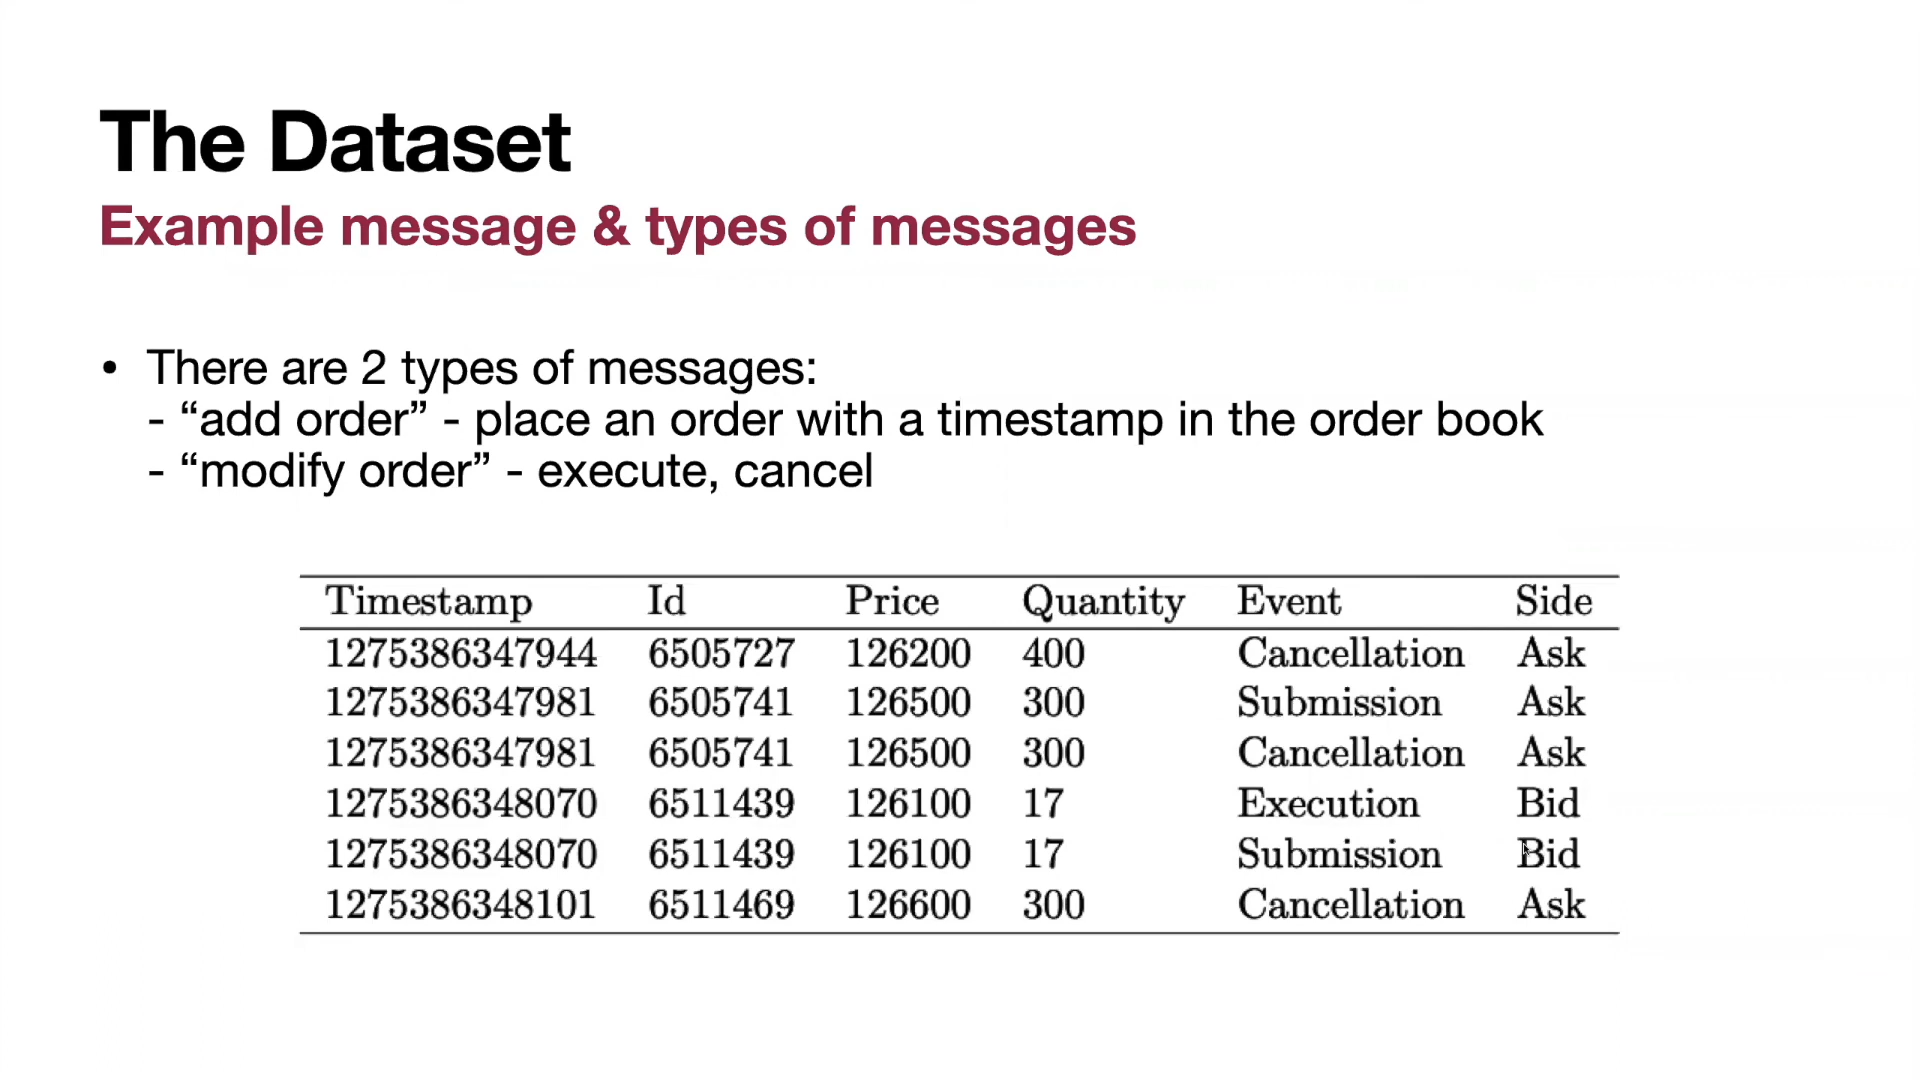 The Dataset
Example message & types of messages
• There are 2 types of messages:
- “add order” - place an order with a timestamp in the order book
- “modify order” - execute, cancel
Timestamp Id Price Quantity Event Side
1275386347944 6505727 126200 400 Cancellation Ask
1275386347981 6505741 126500 300 Submission Ask
1275386347981 6505741 126500 300 Cancellation Ask
1275386348070 6511439 126100 17 Execution Bid
1275386348070 6511439 126100 17 Submission Bid
1275386348101 6511469 126600 300 Cancellation Ask